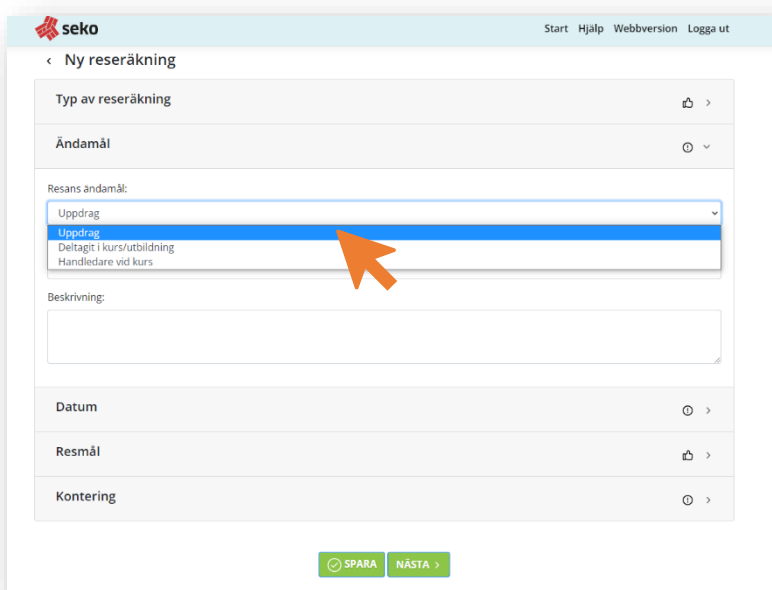 seko
Start Hjälp Webbversion Logga ut
‹ Ny reseräkning
Typ av reseräkning
Ändamål
Resans ändamål:
Uppdrag
Uppdrag
Deltagit i kurs/utbildning
Handledare vid kurs
Beskrivning:
Datum
Resmål
Kontering
SPARA NÄSTA ›